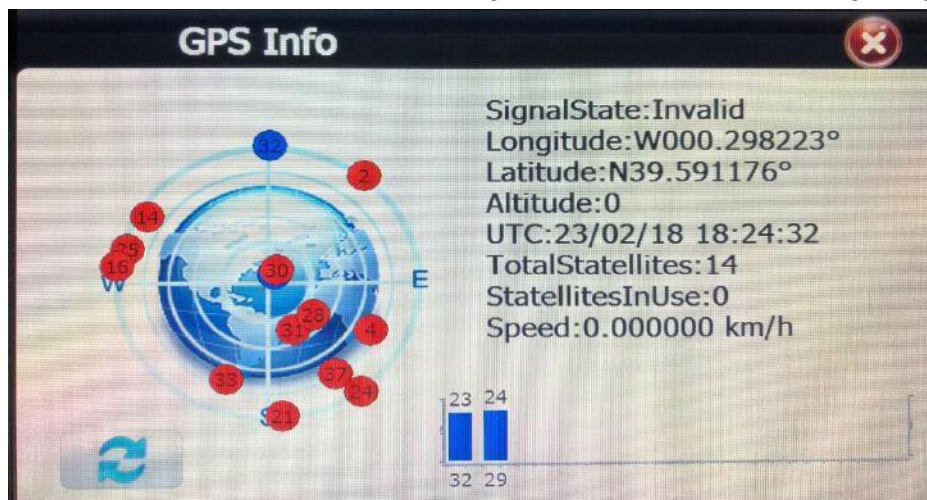 GPS Info
SignalState:Invalid
Longitude:W000.298223°
Latitude:N39.591176°
Altitude:0
UTC:23/02/18 18:24:32
TotalStatellites:14
StatellitesInUse:0
Speed:0.000000 km/h
32
2
14
25
16
30
W
E
28
31
4
33
37
24
S
21
23 24
32 29